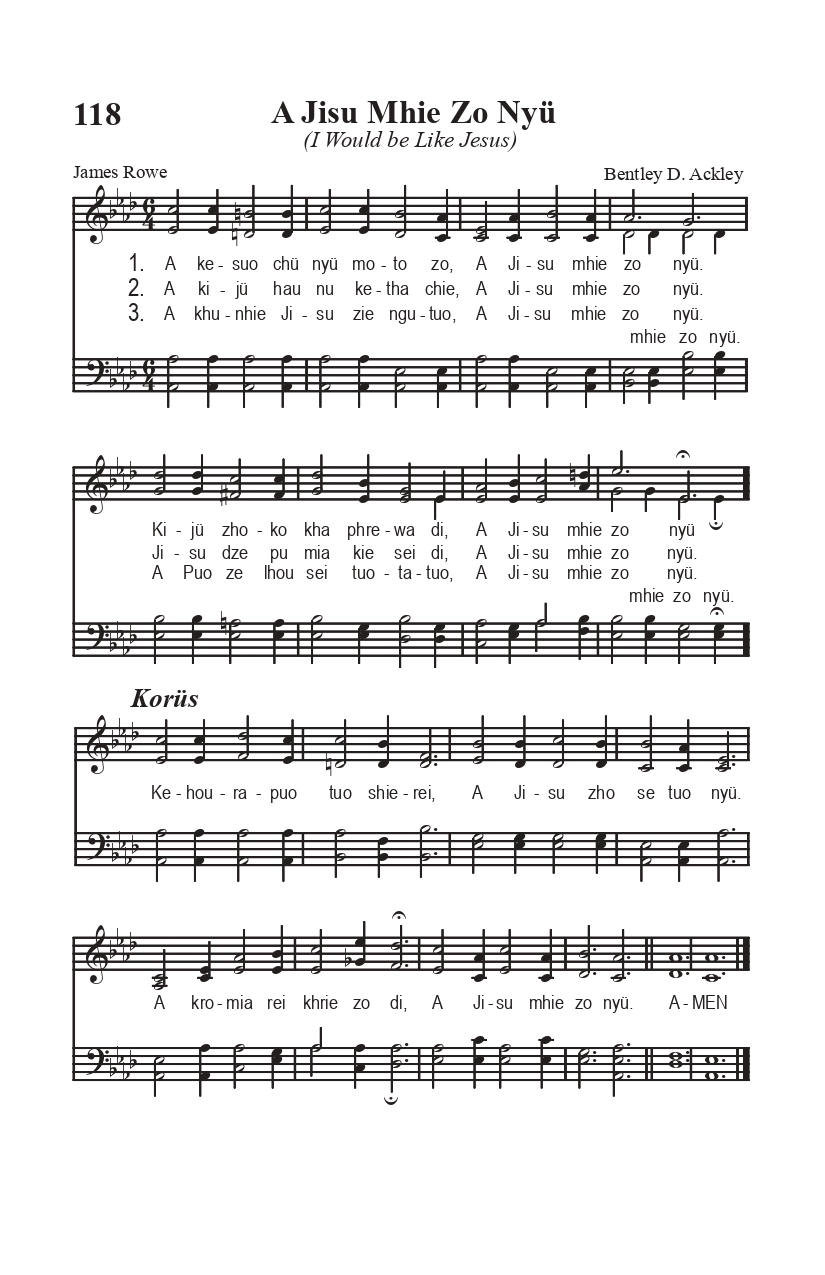 118
A Jisu Mhie Zo Nyü
(I Would be Like Jesus)
James Rowe
Bentley D. Ackley
1. A ke - suo chü nyü mo - to zo, A Ji - su mhie zo nyü.
2. A ki - jü hau nu ke - tha chie, A Ji - su mhie zo nyü.
3. A khu - nhie Ji - su zie ngu - tuo, A Ji - su mhie zo nyü.
mhie zo nyü.
Ki - jü zho - ko kha phre - wa di, A Ji - su mhie zo nyü
Ji - su dze pu mia kie sei di, A Ji - su mhie zo nyü.
A Puo ze lhou sei tuo - ta - tuo, A Ji - su mhie zo nyü.
mhie zo nyü.
Korüs
Ke - hou - ra - puo tuo shie - rei, A Ji - su zho se tuo nyü.
A kro - mia rei khrie zo di, A Ji - su mhie zo nyü. A - MEN